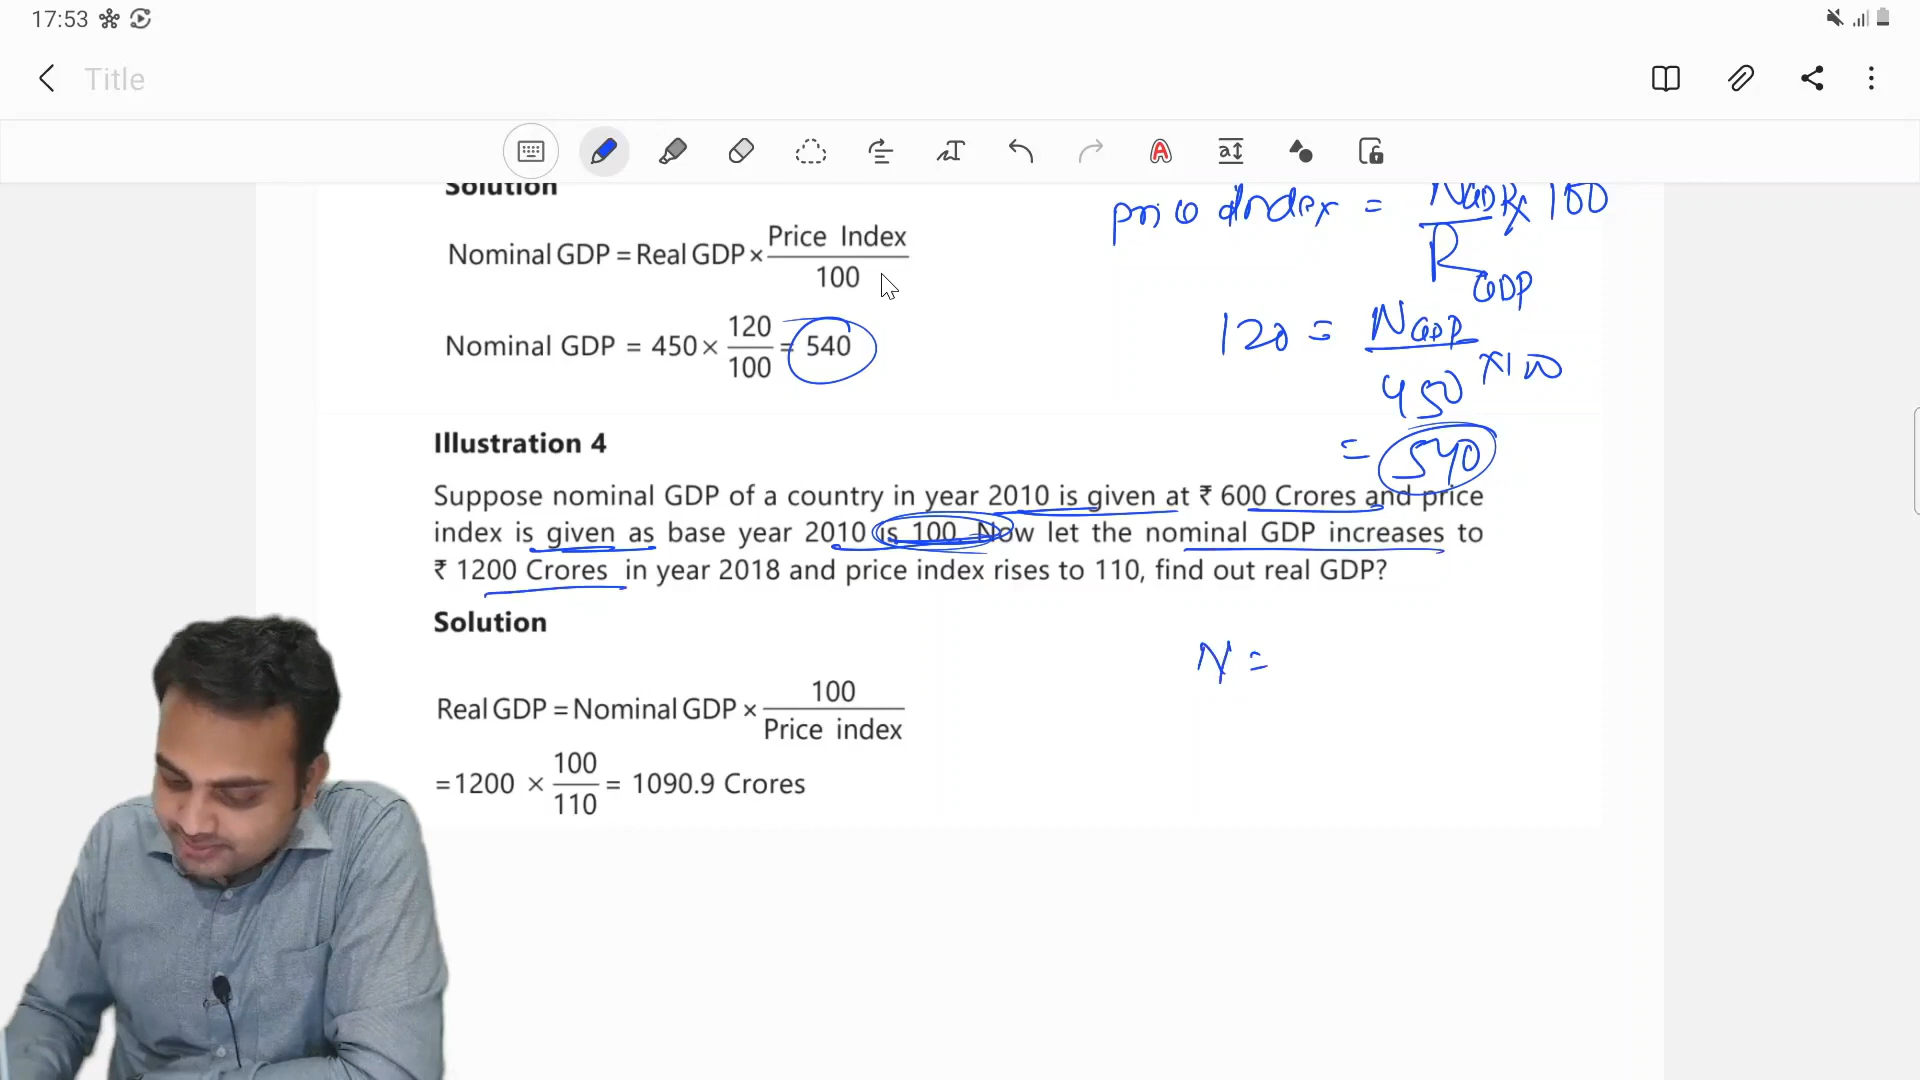 17:53
Title
Solution
Nominal GDP = Real GDP × Price Index / 100
Nominal GDP = 450 × 120 / 100 = 540
price Index = NGDP / RGDP × 100
120 = NGDP / 450 × 100
= 540
Illustration 4
Suppose nominal GDP of a country in year 2010 is given at ₹ 600 Crores and price
index is given as base year 2010 is 100. Now let the nominal GDP increases to
₹ 1200 Crores in year 2018 and price index rises to 110, find out real GDP?
Solution
N =
Real GDP = Nominal GDP × 100 / Price index
= 1200 × 100 / 110 = 1090.9 Crores